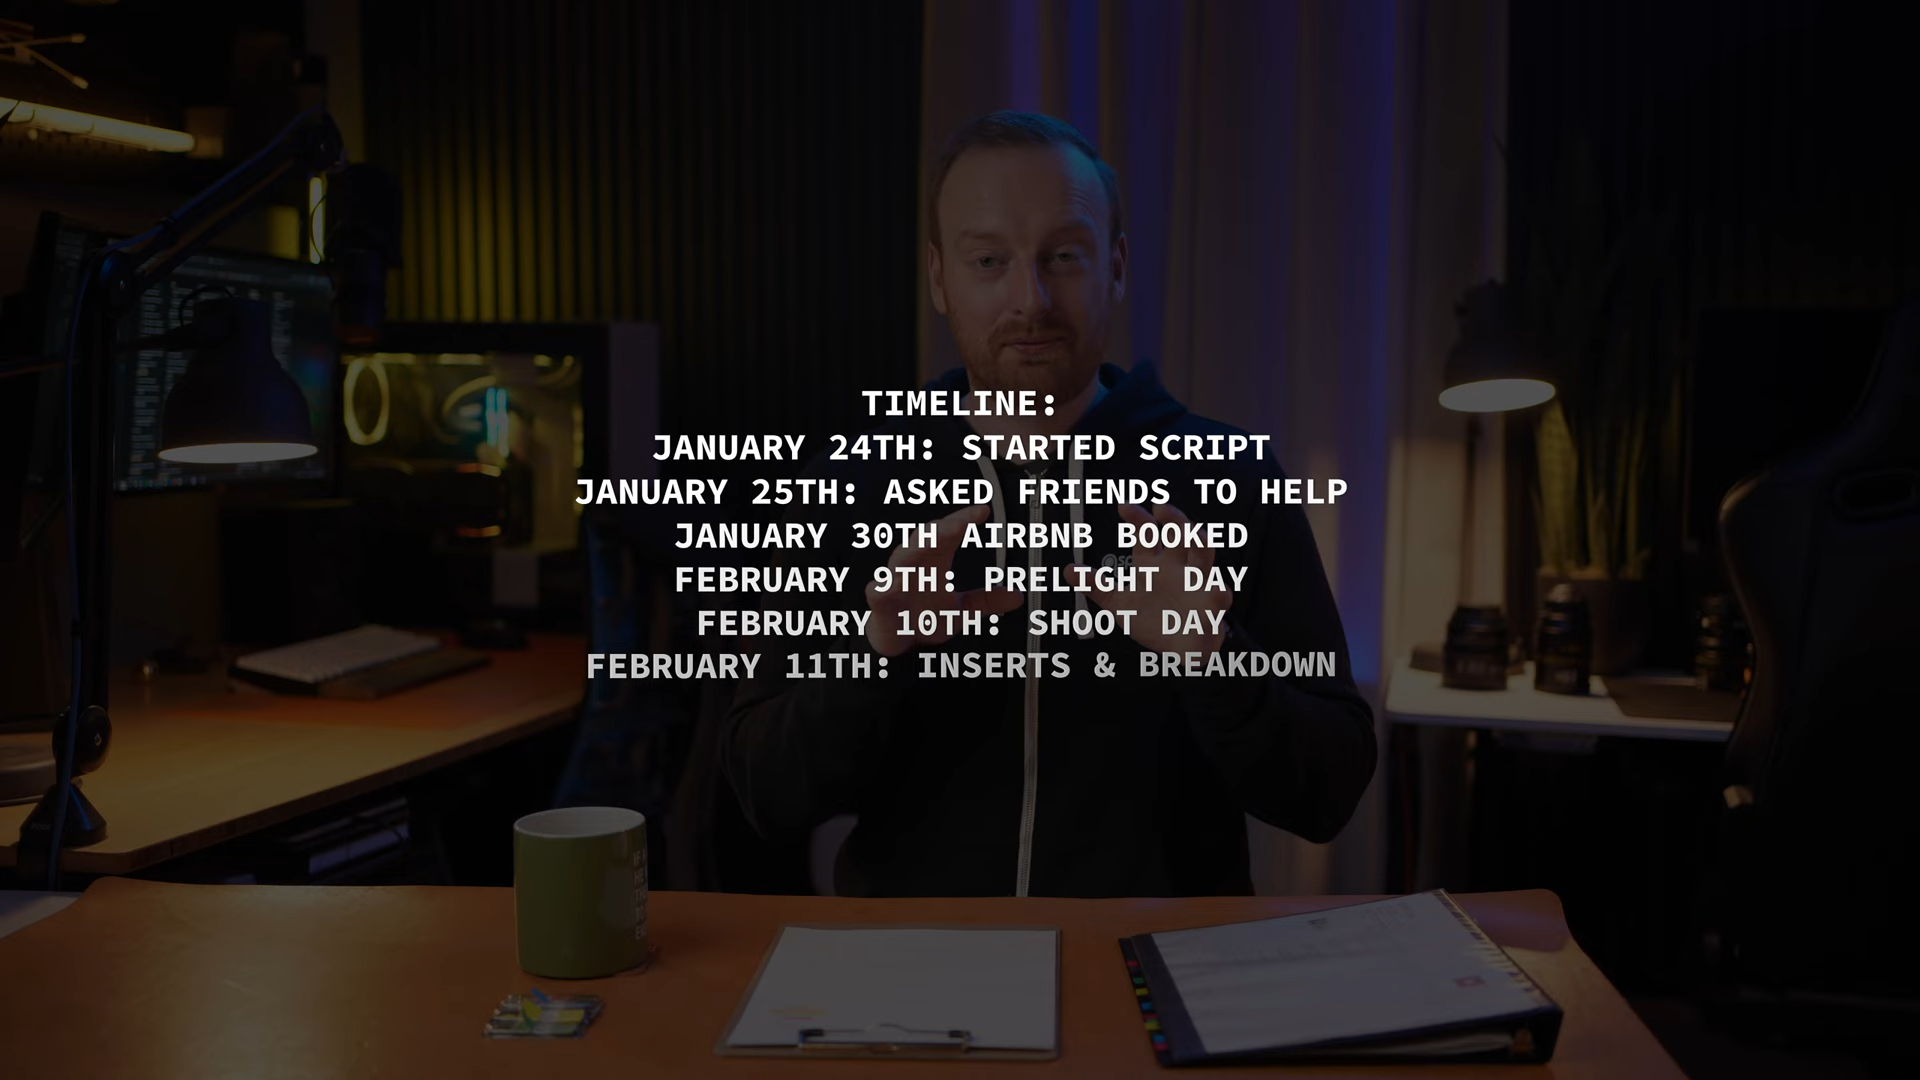 TIMELINE:
JANUARY 24TH: STARTED SCRIPT
JANUARY 25TH: ASKED FRIENDS TO HELP
JANUARY 30TH AIRBNB BOOKED
FEBRUARY 9TH: PRELIGHT DAY
FEBRUARY 10TH: SHOOT DAY
FEBRUARY 11TH: INSERTS & BREAKDOWN